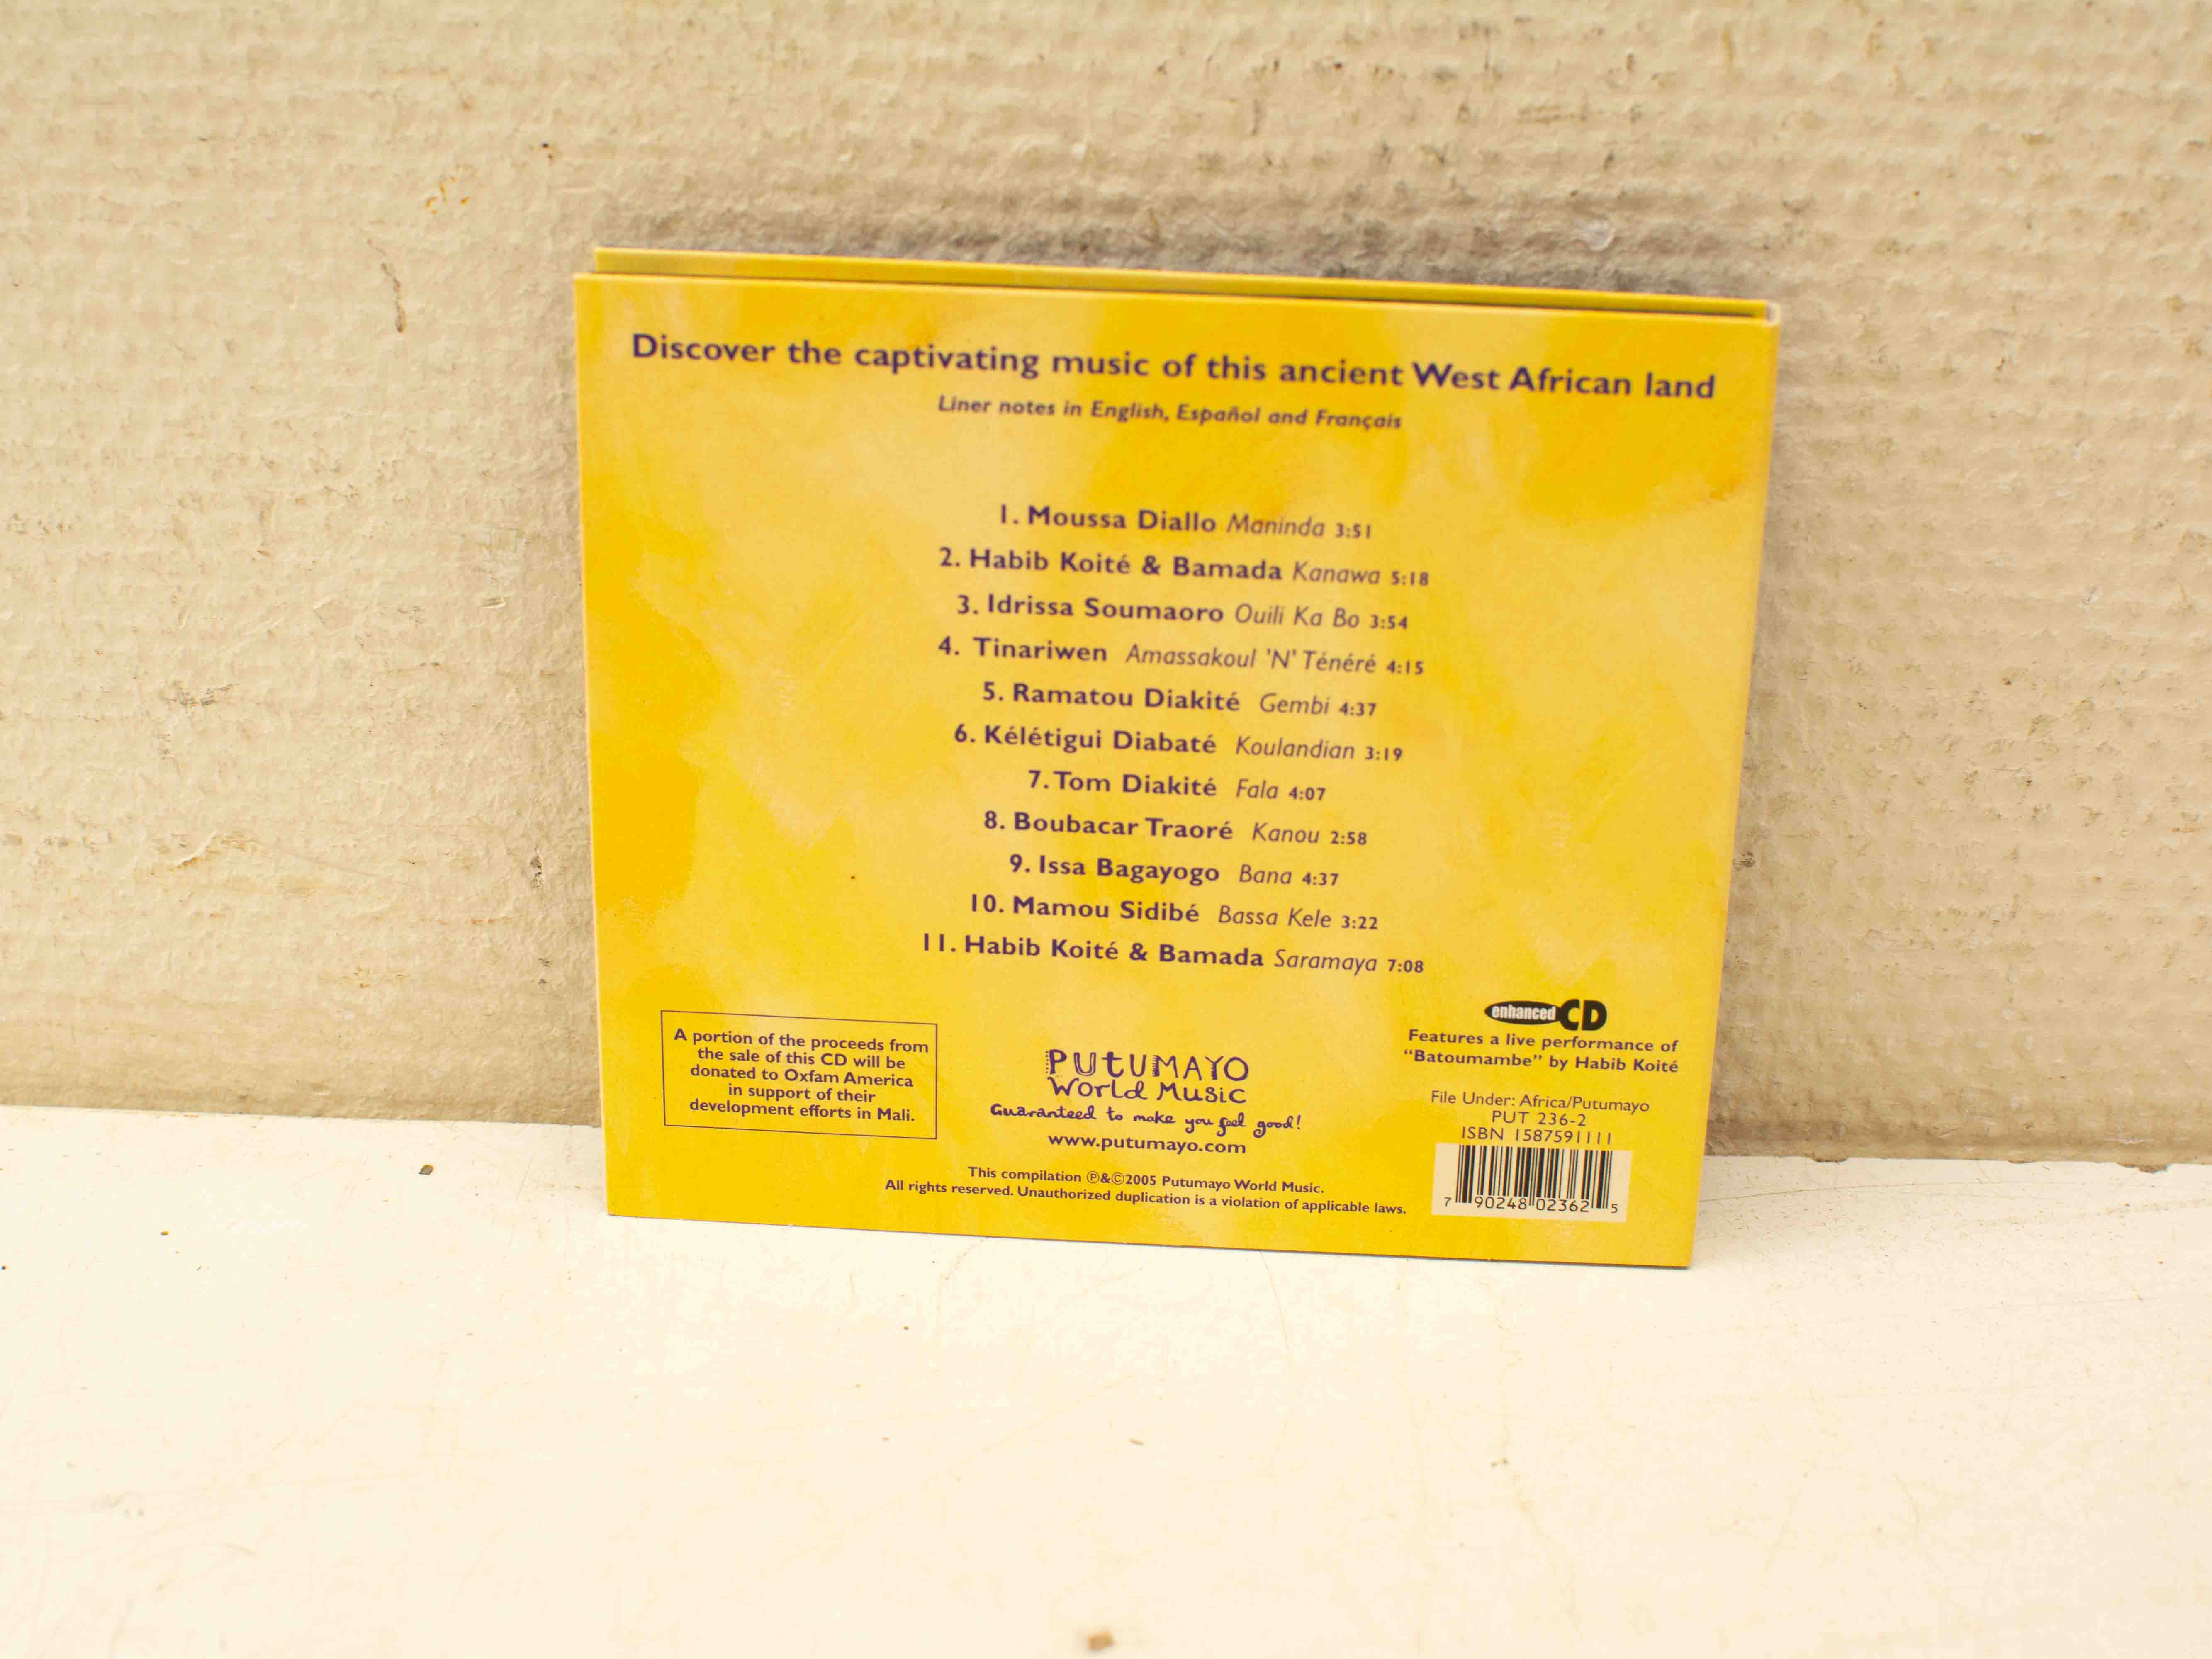 Discover the captivating music of this ancient West African land
Liner notes in English, Español and Français
1. Moussa Diallo Maninda 3:51
2. Habib Koité & Bamada Kanawa 5:18
3. Idrissa Soumaoro Ouili Ka Bo 3:54
4. Tinariwen Amassakoul 'N' Ténéré 4:15
5. Ramatou Diakité Gembi 4:37
6. Kélétigui Diabaté Koulandian 3:19
7. Tom Diakité Fala 4:07
8. Boubacar Traoré Kanou 2:58
9. Issa Bagayogo Bana 4:37
10. Mamou Sidibé Bassa Kele 3:22
11. Habib Koité & Bamada Saramaya 7:08
A portion of the proceeds from
the sale of this CD will be
donated to Oxfam America
in support of their
development efforts in Mali.
PUTUMAYO
World Music
Guaranteed to make you feel good!
www.putumayo.com
This compilation ℗&©2005 Putumayo World Music.
All rights reserved. Unauthorized duplication is a violation of applicable laws.
enhanced CD
Features a live performance of
“Batoumambe” by Habib Koité
File Under: Africa/Putumayo
PUT 236-2
ISBN 1587591111
7 90248 02362 5